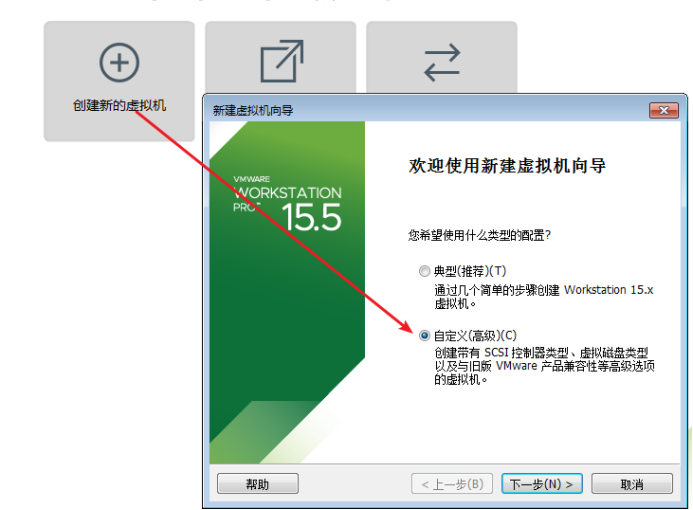 创建新的虚拟机
新建虚拟机向导
VMWARE
WORKSTATION
PRO™
15.5
欢迎使用新建虚拟机向导
您希望使用什么类型的配置?
典型(推荐)(T)
通过几个简单的步骤创建 Workstation 15.x
虚拟机。
自定义(高级)(C)
创建带有 SCSI 控制器类型、虚拟磁盘类型
以及与旧版 VMware 产品兼容性等高级选项
的虚拟机。
帮助
< 上一步(B)
下一步(N) >
取消